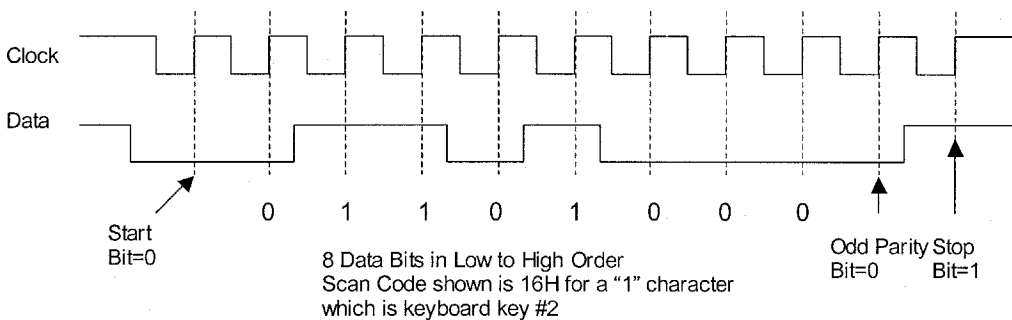 Clock
Data
0 1 1 0 1 0 0 0
Start
Bit=0
8 Data Bits in Low to High Order
Scan Code shown is 16H for a “1” character
which is keyboard key #2
Odd Parity
Bit=0
Stop
Bit=1